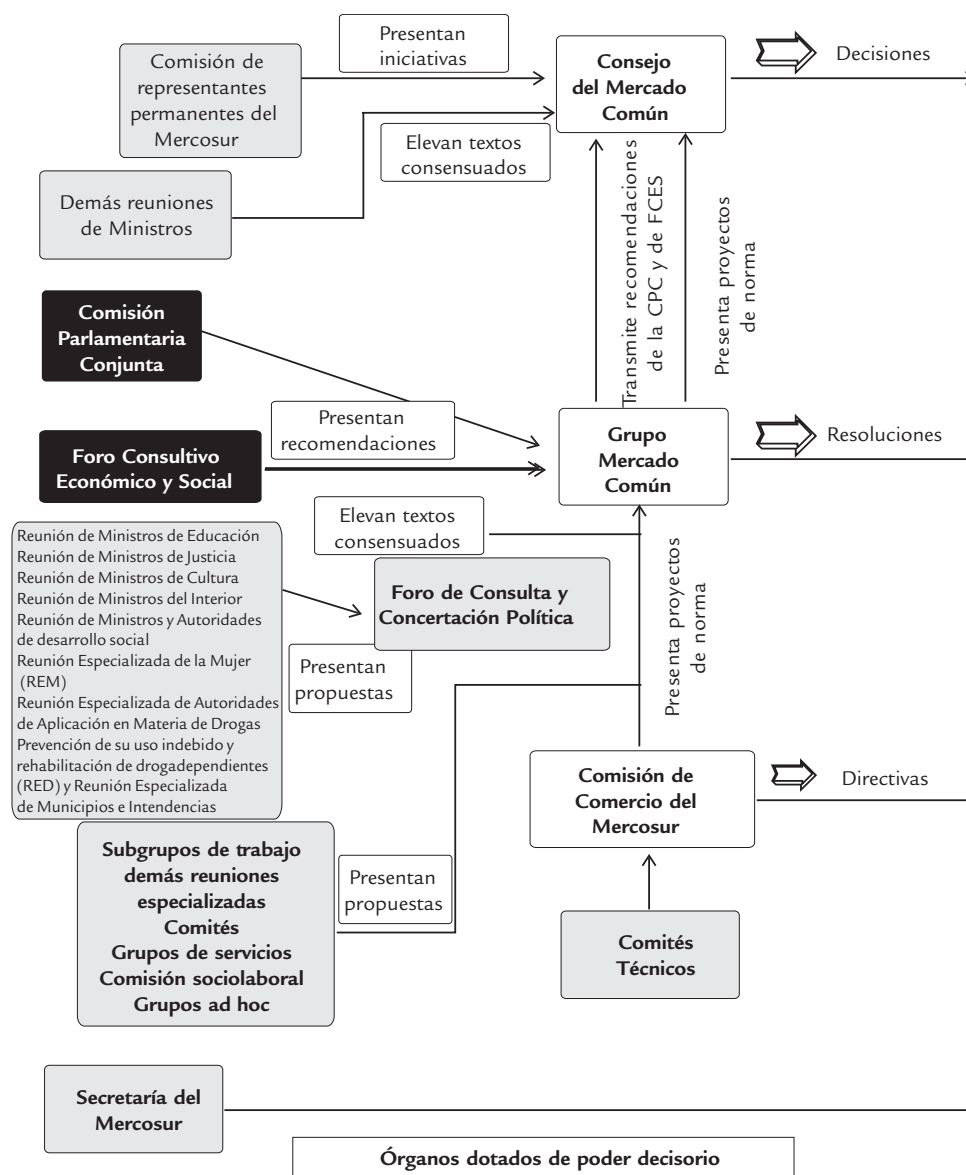 Presentan
iniciativas
Comisión de
representantes
permanentes del
Mercosur
Consejo
del Mercado
Común
Decisiones
Elevan textos
consensuados
Demás reuniones
de Ministros
Transmite recomendaciones
de la CPC y de FCES
Presenta proyectos
de norma
Comisión
Parlamentaria
Conjunta
Presentan
recomendaciones
Foro Consultivo
Económico y Social
Grupo
Mercado
Común
Resoluciones
Elevan textos
consensuados
Reunión de Ministros de Educación
Reunión de Ministros de Justicia
Reunión de Ministros de Cultura
Reunión de Ministros del Interior
Reunión de Ministros y Autoridades
de desarrollo social
Reunión Especializada de la Mujer
(REM)
Reunión Especializada de Autoridades
de Aplicación en Materia de Drogas
Prevención de su uso indebido y
rehabilitación de drogadependientes
(RED) y Reunión Especializada
de Municipios e Intendencias
Foro de Consulta y
Concertación Política
Presentan
propuestas
Presenta proyectos
de norma
Comisión de
Comercio del
Mercosur
Directivas
Subgrupos de trabajo
demás reuniones
especializadas
Comités
Grupos de servicios
Comisión sociolaboral
Grupos ad hoc
Presentan
propuestas
Comités
Técnicos
Secretaría del
Mercosur
Órganos dotados de poder decisorio